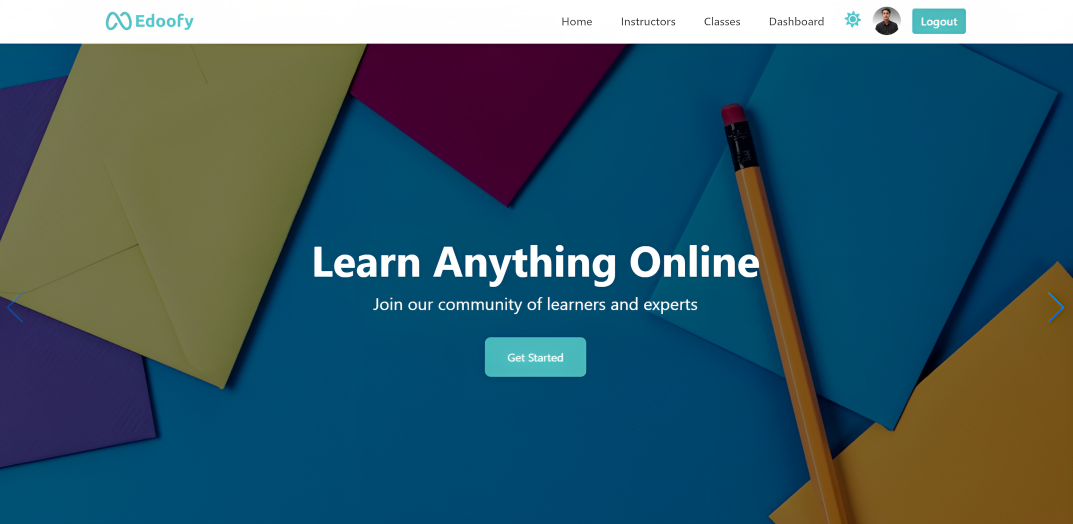 Edoofy
Home Instructors Classes Dashboard Logout
Learn Anything Online
Join our community of learners and experts
Get Started